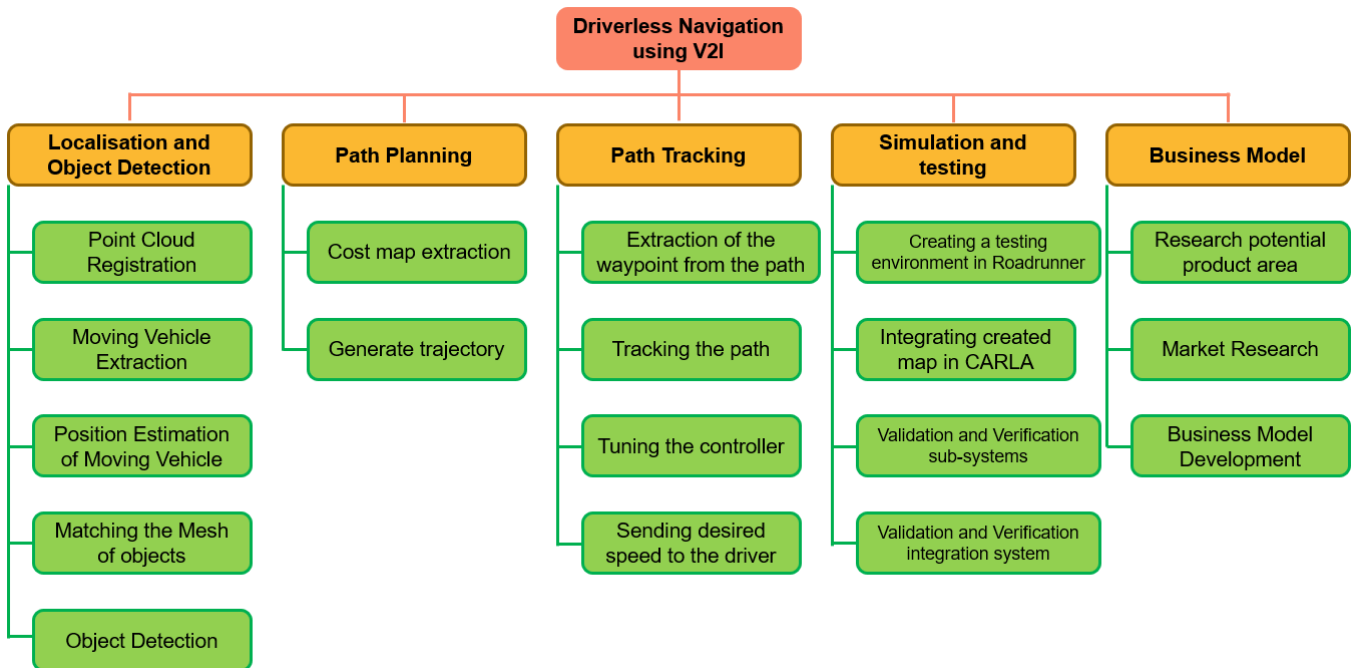 Driverless Navigation
using V2I
Localisation and
Object Detection
Point Cloud
Registration
Moving Vehicle
Extraction
Position Estimation
of Moving Vehicle
Matching the Mesh
of objects
Object Detection
Path Planning
Cost map extraction
Generate trajectory
Path Tracking
Extraction of the
waypoint from the path
Tracking the path
Tuning the controller
Sending desired
speed to the driver
Simulation and
testing
Creating a testing
environment in Roadrunner
Integrating created
map in CARLA
Validation and Verification
sub-systems
Validation and Verification
integration system
Business Model
Research potential
product area
Market Research
Business Model
Development